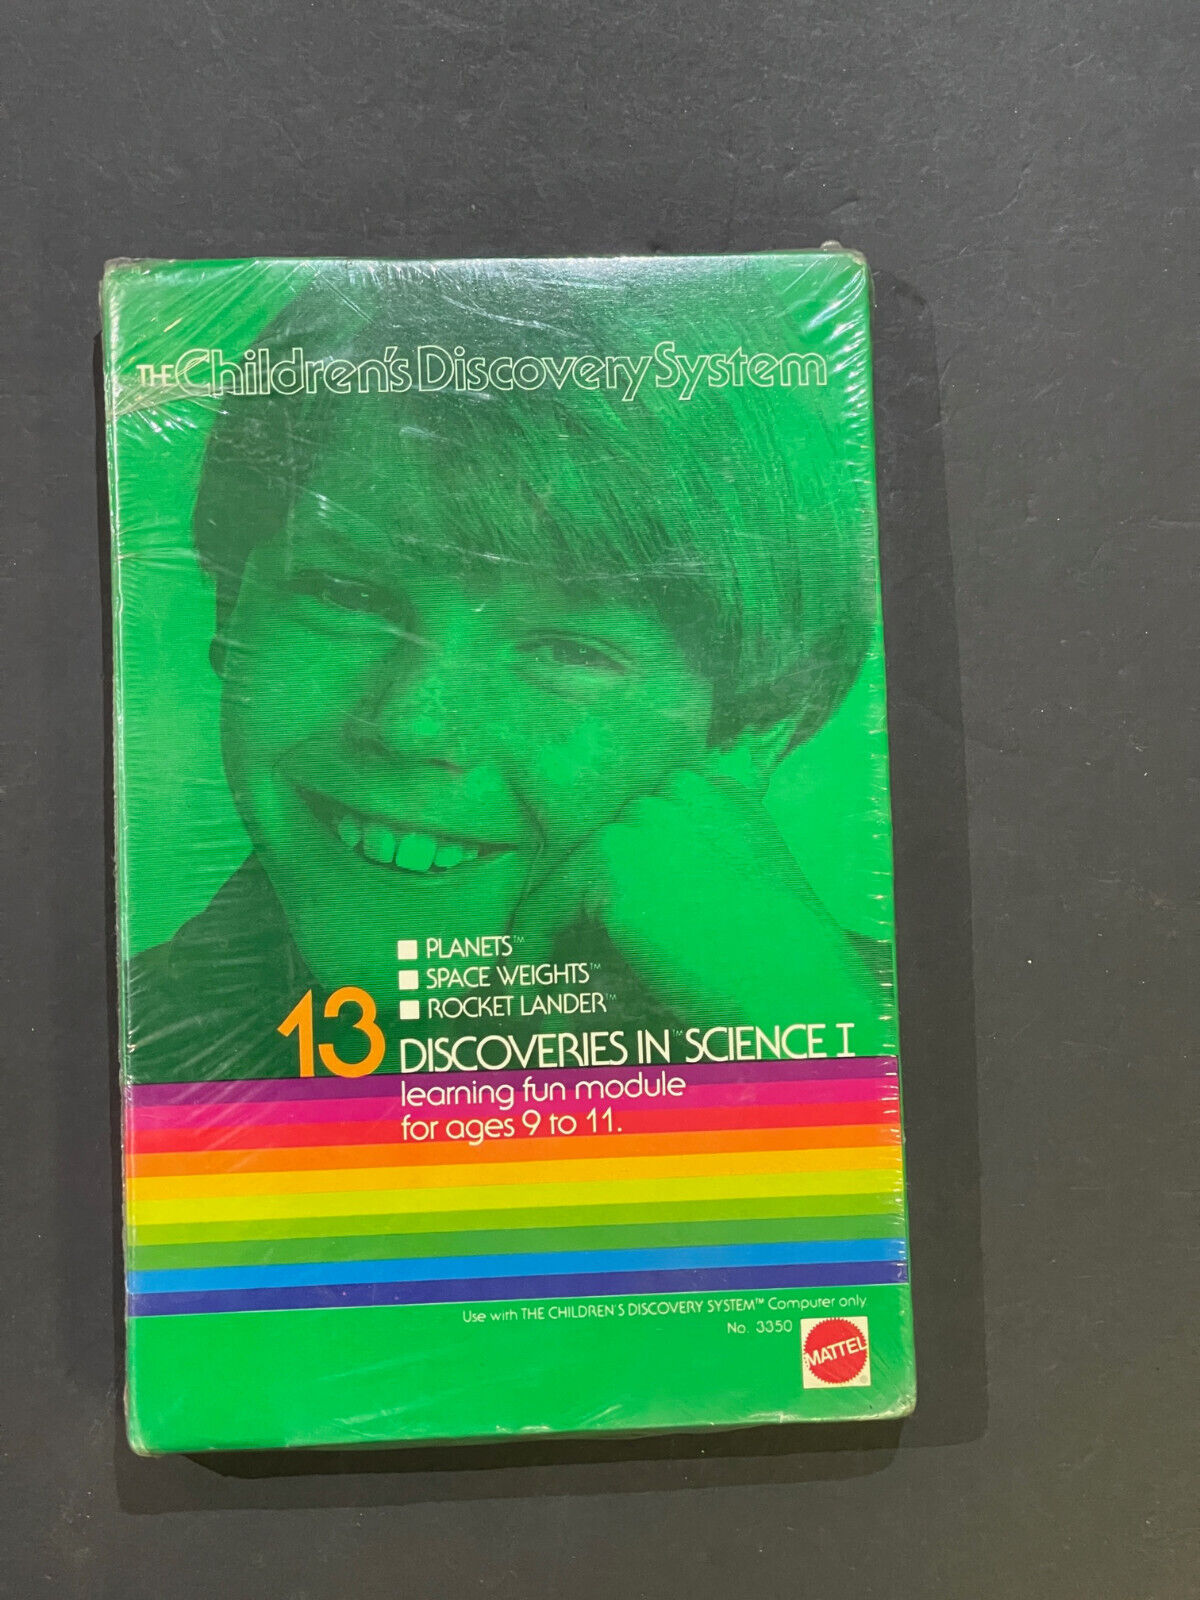 THE Children's Discovery System
PLANETS™
SPACE WEIGHTS™
ROCKET LANDER™
13 DISCOVERIES IN™ SCIENCE I
learning fun module
for ages 9 to 11.
Use with THE CHILDREN'S DISCOVERY SYSTEM™ Computer only.
No. 3350
MATTEL
®